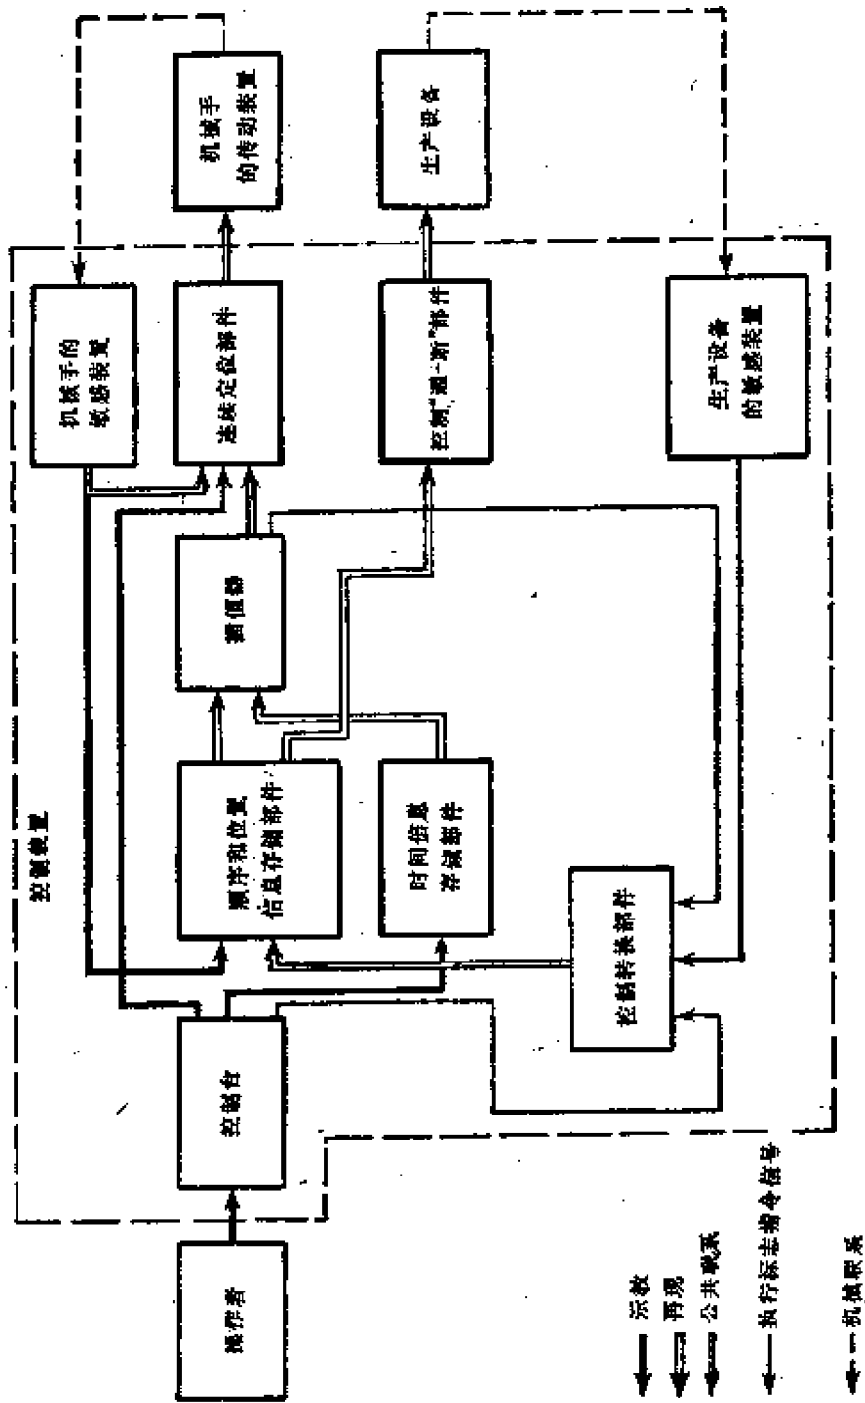 控制装置
操作者
控制台
顺序和位置
信息存储部件
时间信息
存储部件
控制转换部件
插值器
机械手的
敏感装置
连续定位部件
控制“通-断”部件
生产设备
的敏感装置
机械手
的传动装置
生产设备
示教
再现
公共联系
执行标志指令信号
机械联系